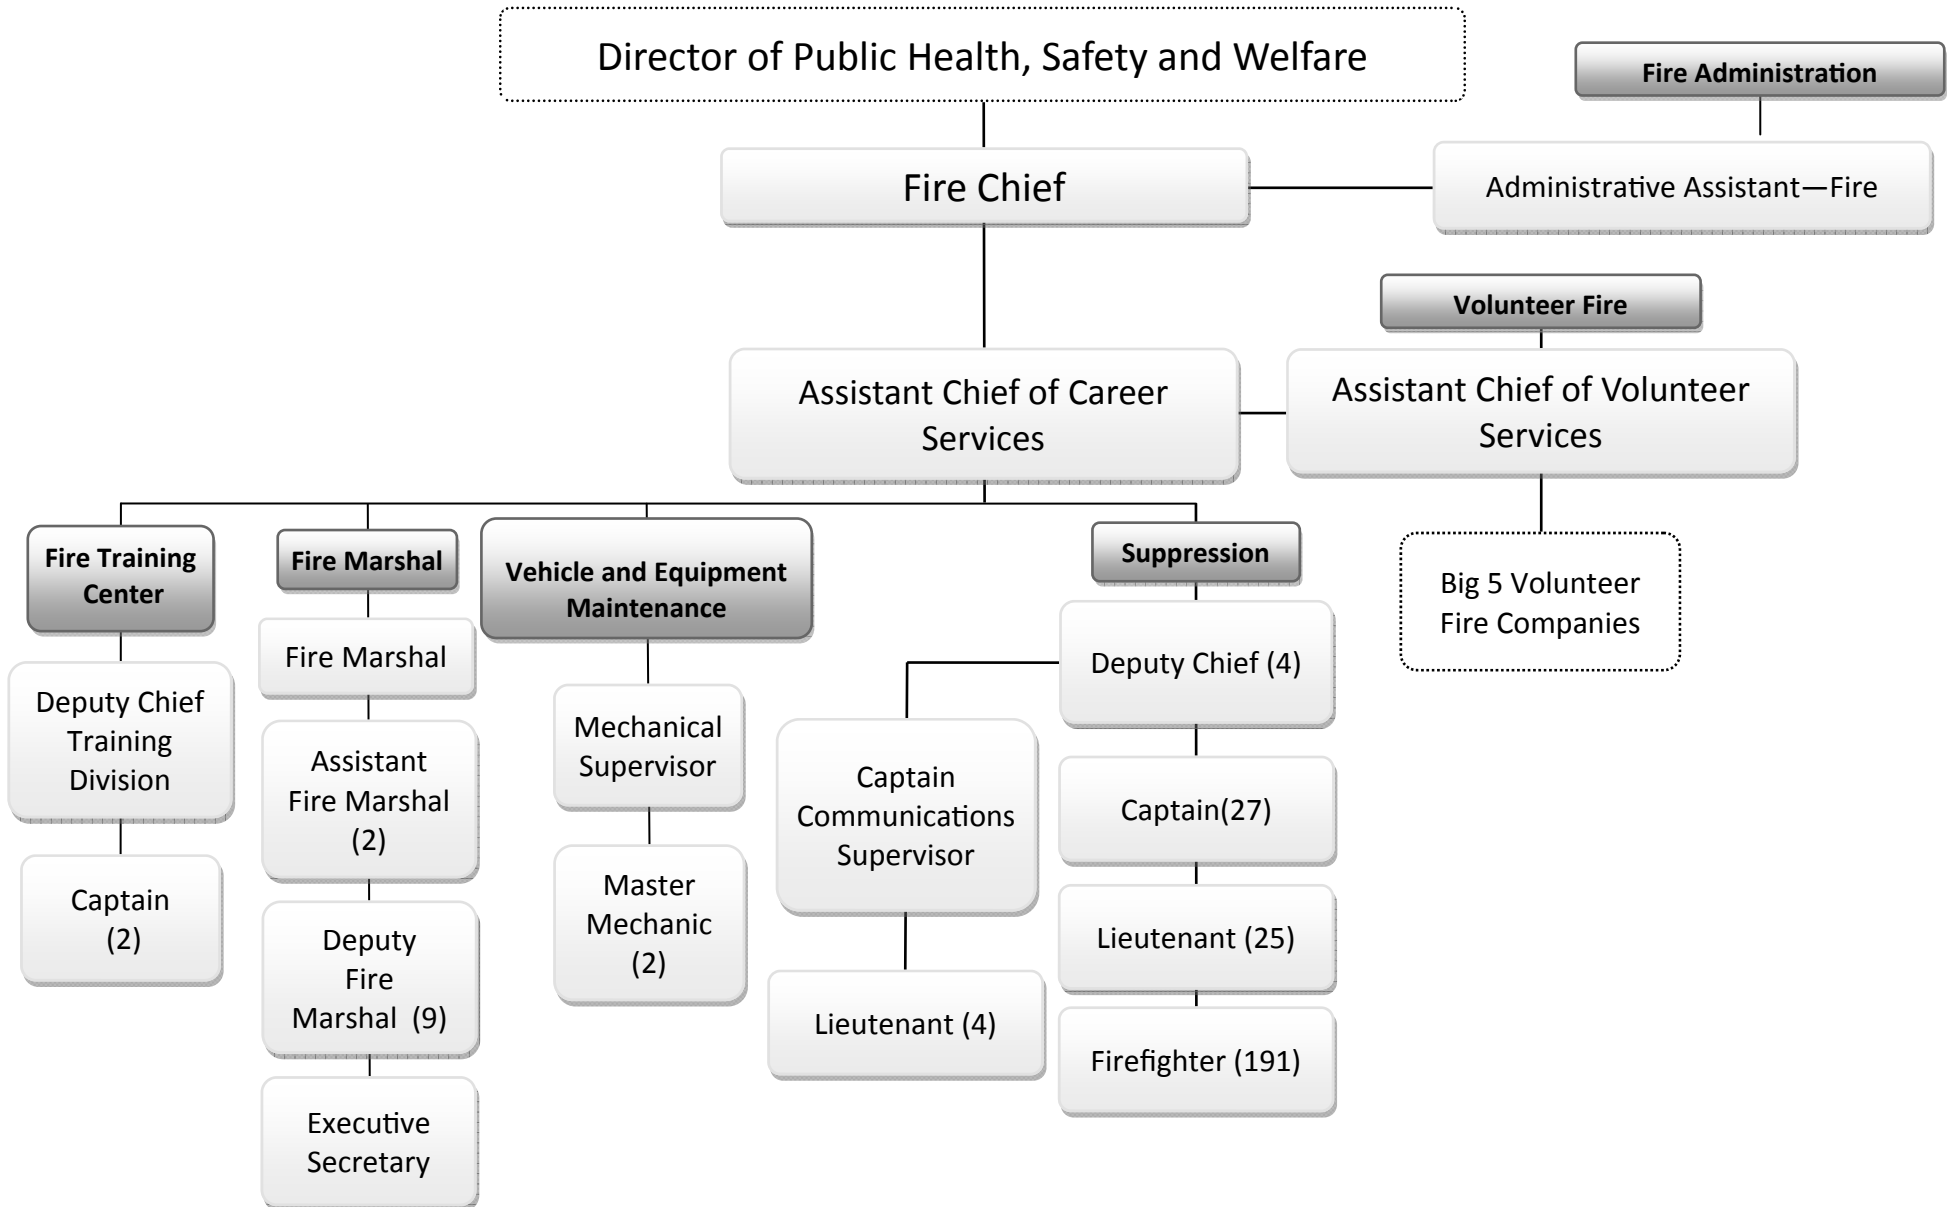 Director of Public Health, Safety and Welfare
Fire Administration
Fire Chief
Administrative Assistant—Fire
Volunteer Fire
Assistant Chief of Career
Services
Assistant Chief of Volunteer
Services
Fire Training
Center
Fire Marshal
Vehicle and Equipment
Maintenance
Suppression
Big 5 Volunteer
Fire Companies
Deputy Chief
Training
Division
Captain
(2)
Fire Marshal
Assistant
Fire Marshal
(2)
Deputy
Fire
Marshal  (9)
Executive
Secretary
Mechanical
Supervisor
Master
Mechanic
(2)
Deputy Chief (4)
Captain
Communications
Supervisor
Lieutenant (4)
Captain(27)
Lieutenant (25)
Firefighter (191)